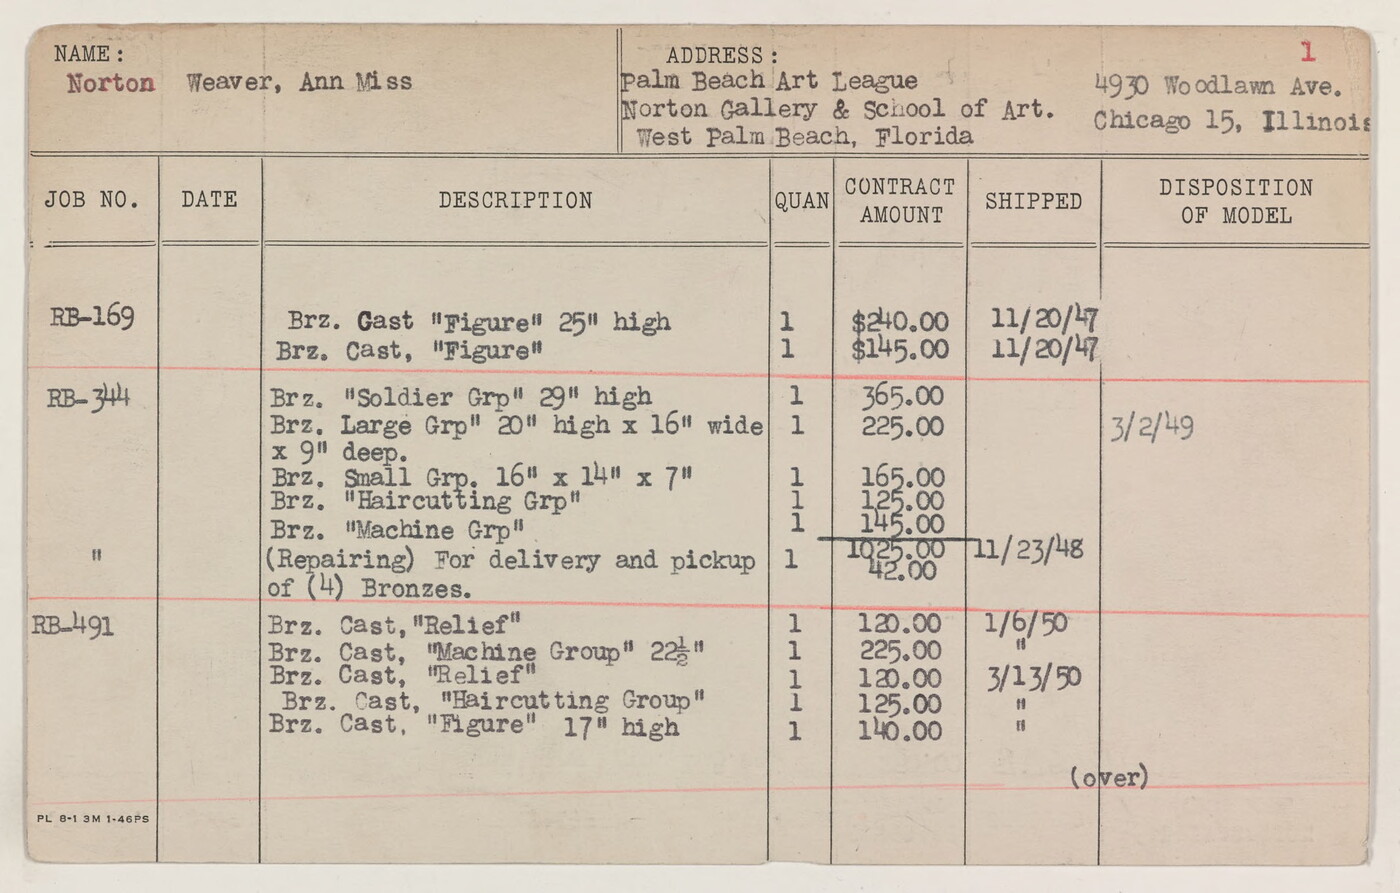 NAME: ADDRESS: 1
Norton Weaver, Ann Miss Palm Beach Art League 4930 Woodlawn Ave.
Norton Gallery & School of Art. Chicago 15, Illinois
West Palm Beach, Florida
JOB NO. DATE DESCRIPTION QUAN CONTRACT AMOUNT SHIPPED DISPOSITION OF MODEL
RB-169 Brz. Cast "Figure" 25" high 1 $240.00 11/20/47
Brz. Cast, "Figure" 1 $145.00 11/20/47
RB-344 Brz. "Soldier Grp" 29" high 1 365.00
Brz. Large Grp" 20" high x 16" wide 1 225.00 3/2/49
x 9" deep.
Brz. Small Grp. 16" x 14" x 7" 1 165.00
Brz. "Haircutting Grp" 1 125.00
Brz. "Machine Grp" 1 145.00
1025.00 11/23/48
" (Repairing) For delivery and pickup 1 42.00
of (4) Bronzes.
RB-491 Brz. Cast, "Relief" 1 120.00 1/6/50
Brz. Cast, "Machine Group" 22½" 1 225.00 "
Brz. Cast, "Relief" 1 120.00 3/13/50
Brz. Cast, "Haircutting Group" 1 125.00 "
Brz. Cast, "Figure" 17" high 1 140.00 "
(over)
PL 8-1 3M 1-46PS